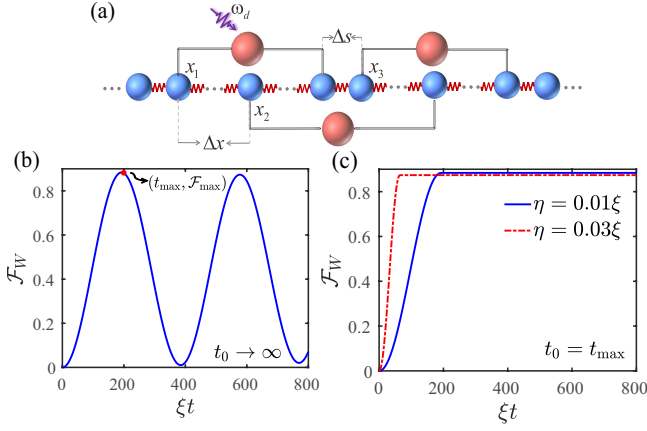 (a)
ω_d
Δs
x_1
x_3
x_2
Δx
(b)
(c)
0.8
0.6
0.4
0.2
0
0 200 400 600 800
ℱ_W
ξt
(t_max, ℱ_max)
t_0 → ∞
0.8
0.6
0.4
0.2
0
0 200 400 600 800
ℱ_W
ξt
η = 0.01ξ
η = 0.03ξ
t_0 = t_max